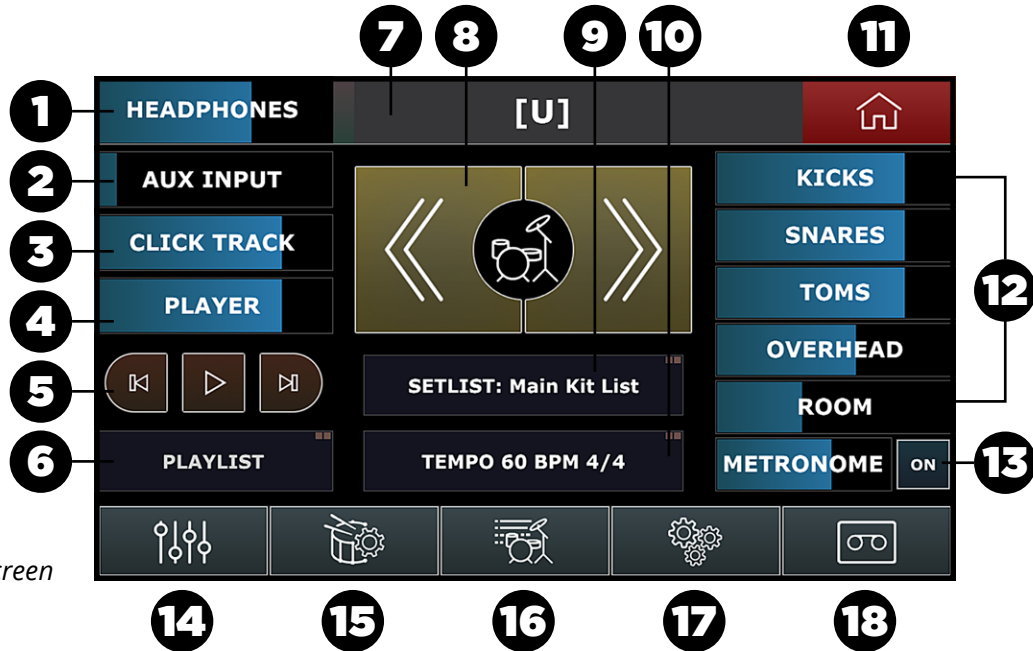 7 8 9 10 11
1 HEADPHONES [U]
2 AUX INPUT KICKS
3 CLICK TRACK SNARES
4 PLAYER TOMS 12
OVERHEAD
5 SETLIST: Main Kit List ROOM
6 PLAYLIST TEMPO 60 BPM 4/4 METRONOME ON 13
reen
14 15 16 17 18